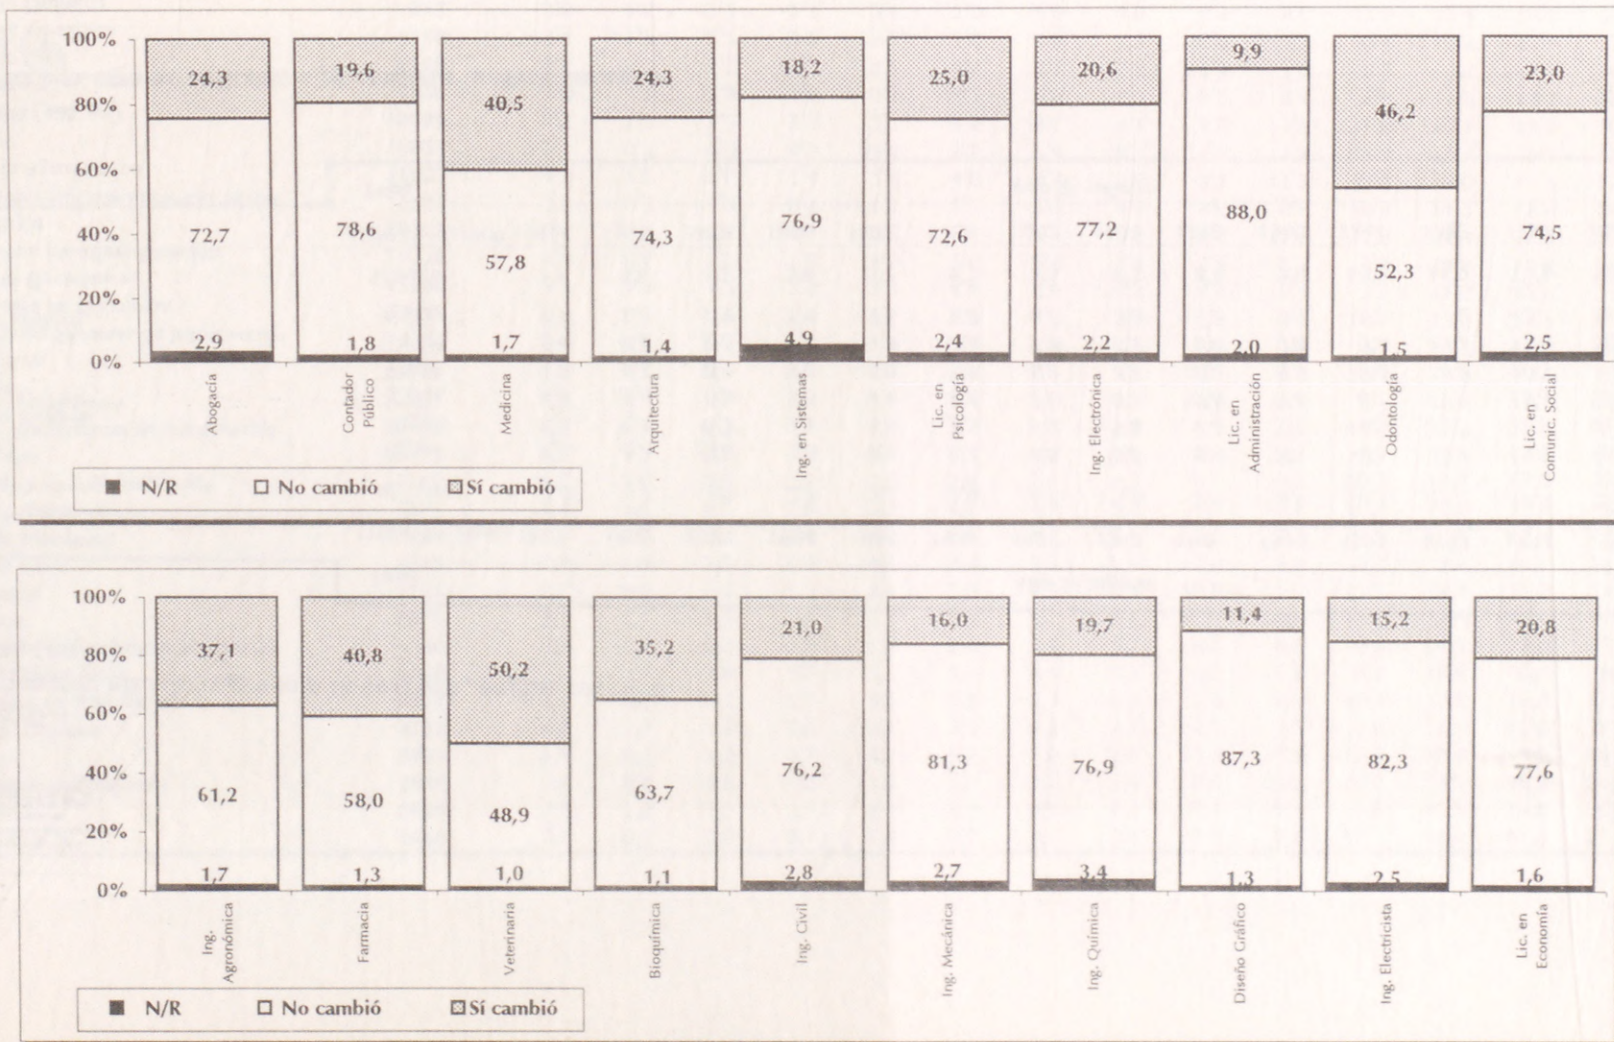 100%
80%
60%
40%
20%
0%
24,3 19,6 40,5 24,3 18,2 25,0 20,6 9,9 46,2 23,0
72,7 78,6 57,8 74,3 76,9 72,6 77,2 88,0 52,3 74,5
2,9 1,8 1,7 1,4 4,9 2,4 2,2 2,0 1,5 2,5
Abogacía
Contador
Público
Medicina
Arquitectura
Ing. en Sistemas
Lic. en
Psicología
Ing. Electrónica
Lic. en
Administración
Odontología
Lic. en
Comunic. Social
N/R No cambió Sí cambió
100%
80%
60%
40%
20%
0%
37,1 40,8 50,2 35,2 21,0 16,0 19,7 11,4 15,2 20,8
61,2 58,0 48,9 63,7 76,2 81,3 76,9 87,3 82,3 77,6
1,7 1,3 1,0 1,1 2,8 2,7 3,4 1,3 2,5 1,6
Ing.
Agronómica
Farmacia
Veterinaria
Bioquímica
Ing. Civil
Ing. Mecánica
Ing. Química
Diseño Gráfico
Ing. Electricista
Lic. en
Economía
N/R No cambió Sí cambió